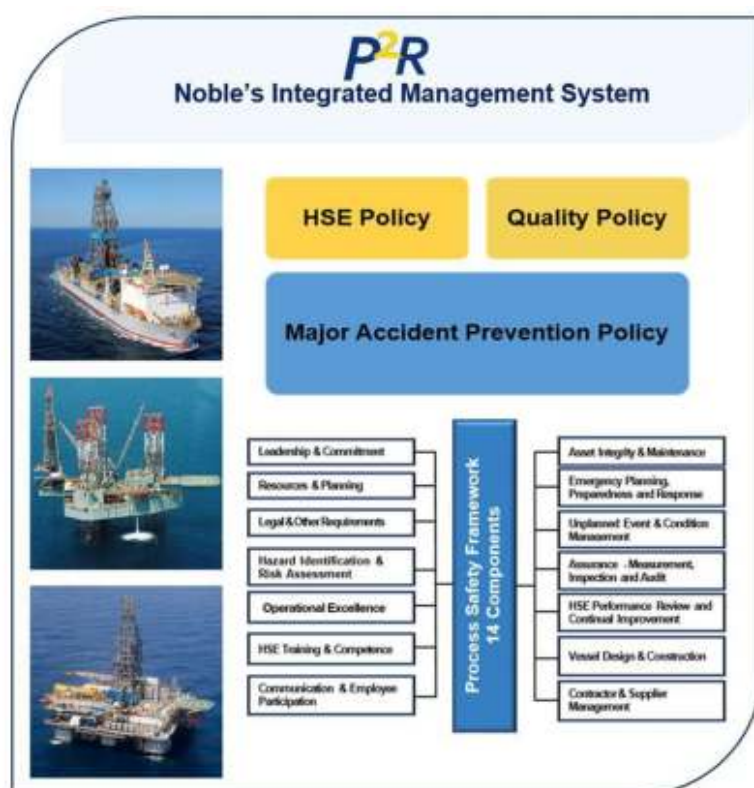 P2R
Noble's Integrated Management System
HSE Policy
Quality Policy
Major Accident Prevention Policy
Leadership & Commitment
Resources & Planning
Legal & Other Requirements
Hazard Identification &
Risk Assessment
Operational Excellence
HSE Training & Competence
Communication & Employee
Participation
Process Safety Framework
14 Components
Asset Integrity & Maintenance
Emergency Planning,
Preparedness and Response
Unplanned Event & Condition
Management
Assurance - Measurement,
Inspection and Audit
HSE Performance Review and
Continual Improvement
Vessel Design & Construction
Contractor & Supplier
Management